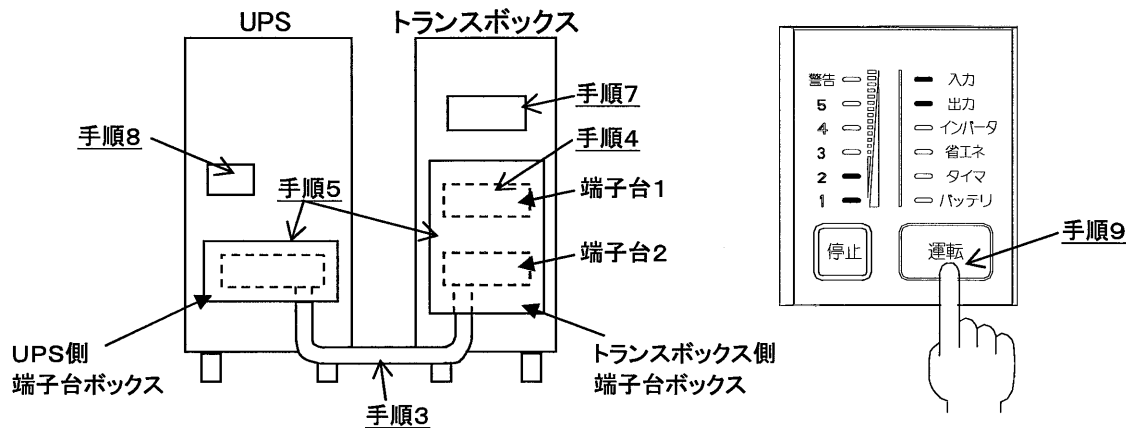 UPS
トランスボックス
手順7
手順8
手順4
手順5
端子台1
端子台2
UPS側
端子台ボックス
トランスボックス側
端子台ボックス
手順3
警告
5
4
3
2
1
入力
出力
インバータ
省エネ
タイマ
バッテリ
停止
運転
手順9